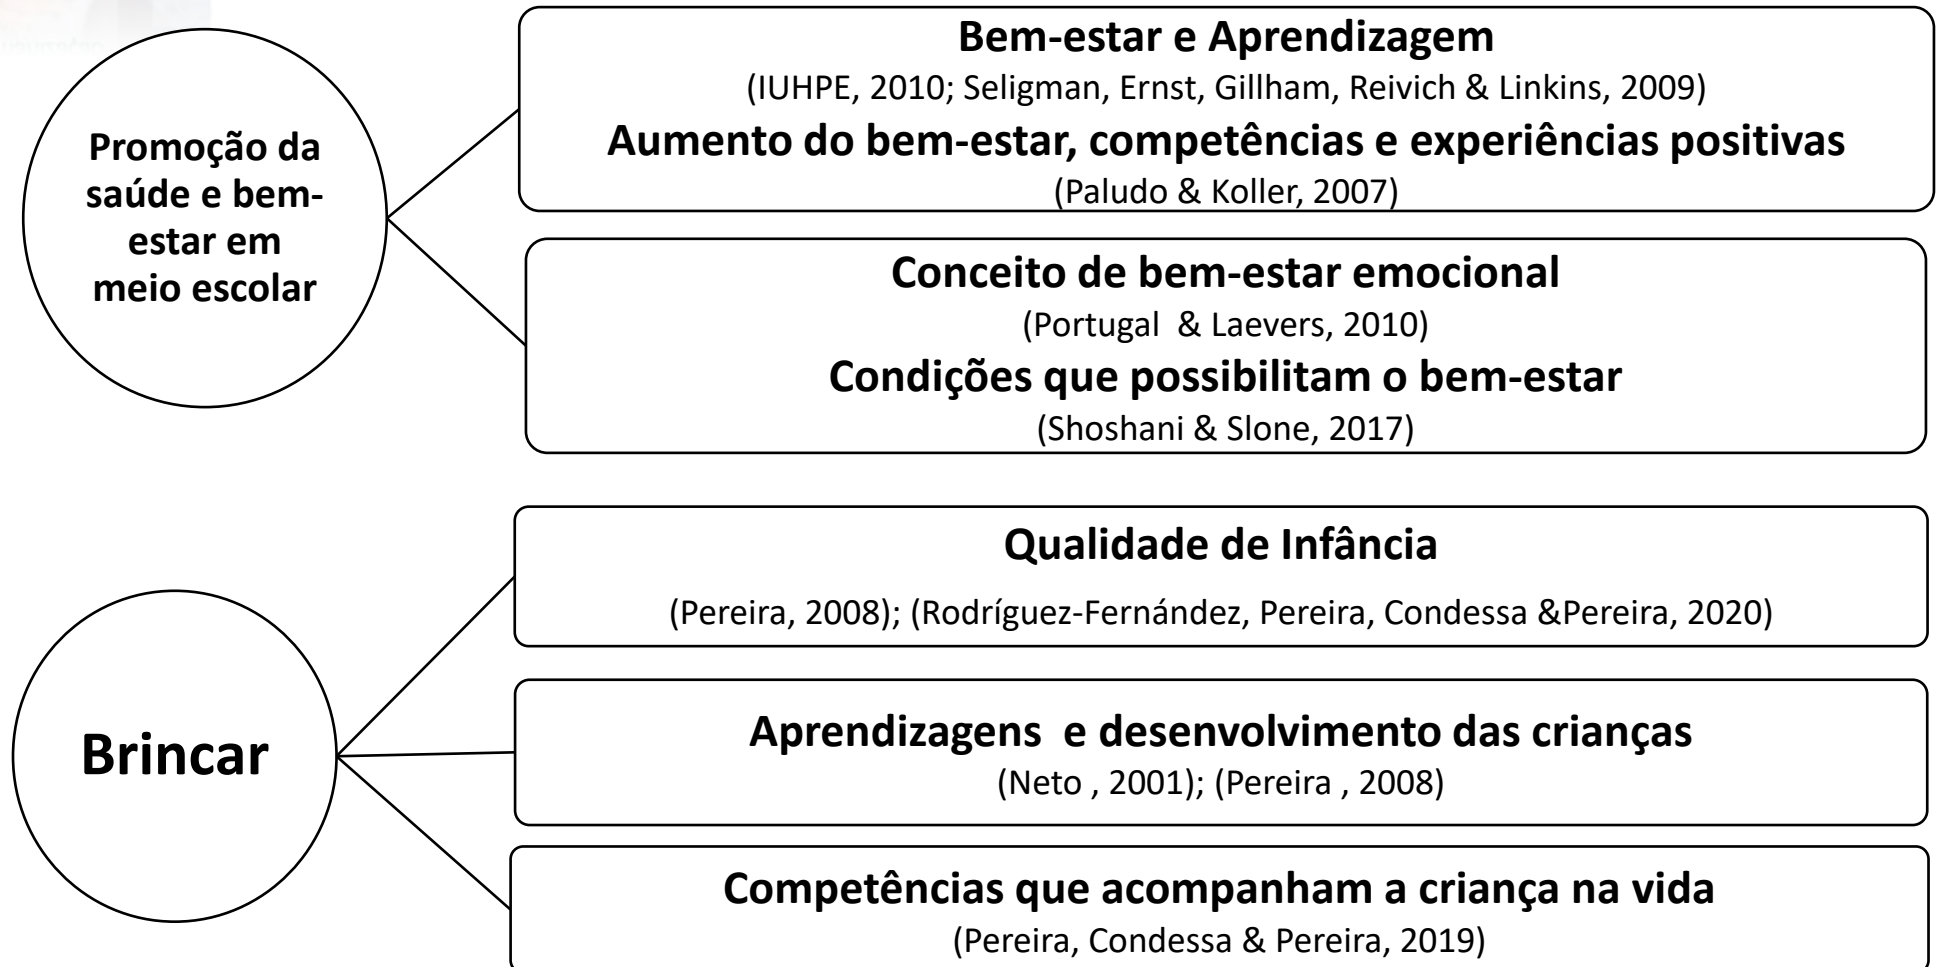 Promoção da
saúde e bem-
estar em
meio escolar
Bem-estar e Aprendizagem
(IUHPE, 2010; Seligman, Ernst, Gillham, Reivich & Linkins, 2009)
Aumento do bem-estar, competências e experiências positivas
(Paludo & Koller, 2007)
Conceito de bem-estar emocional
(Portugal  & Laevers, 2010)
Condições que possibilitam o bem-estar
(Shoshani & Slone, 2017)
Brincar
Qualidade de Infância
(Pereira, 2008); (Rodríguez-Fernández, Pereira, Condessa &Pereira, 2020)
Aprendizagens  e desenvolvimento das crianças
(Neto , 2001); (Pereira , 2008)
Competências que acompanham a criança na vida
(Pereira, Condessa & Pereira, 2019)